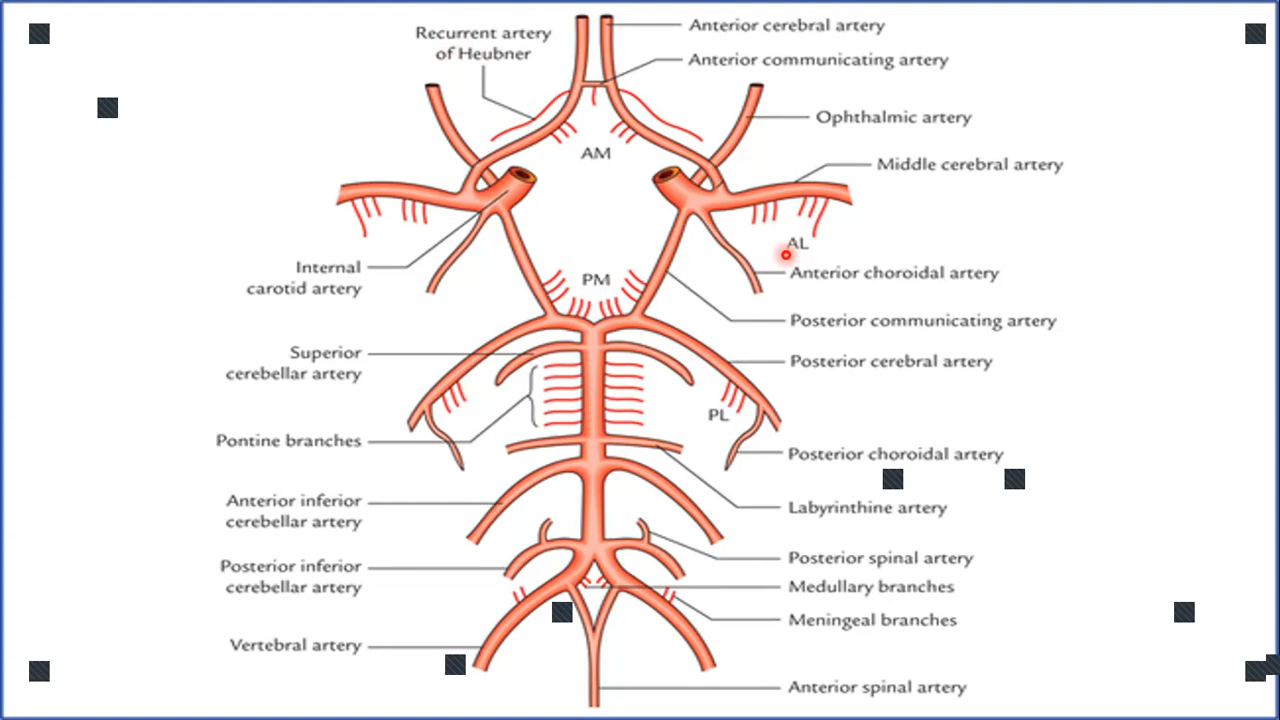 Recurrent artery
of Heubner
Anterior cerebral artery
Anterior communicating artery
Ophthalmic artery
AM
Middle cerebral artery
AL
Internal
carotid artery
PM
Anterior choroidal artery
Posterior communicating artery
Superior
cerebellar artery
Posterior cerebral artery
PL
Pontine branches
Posterior choroidal artery
Anterior inferior
cerebellar artery
Labyrinthine artery
Posterior spinal artery
Posterior inferior
cerebellar artery
Medullary branches
Meningeal branches
Vertebral artery
Anterior spinal artery